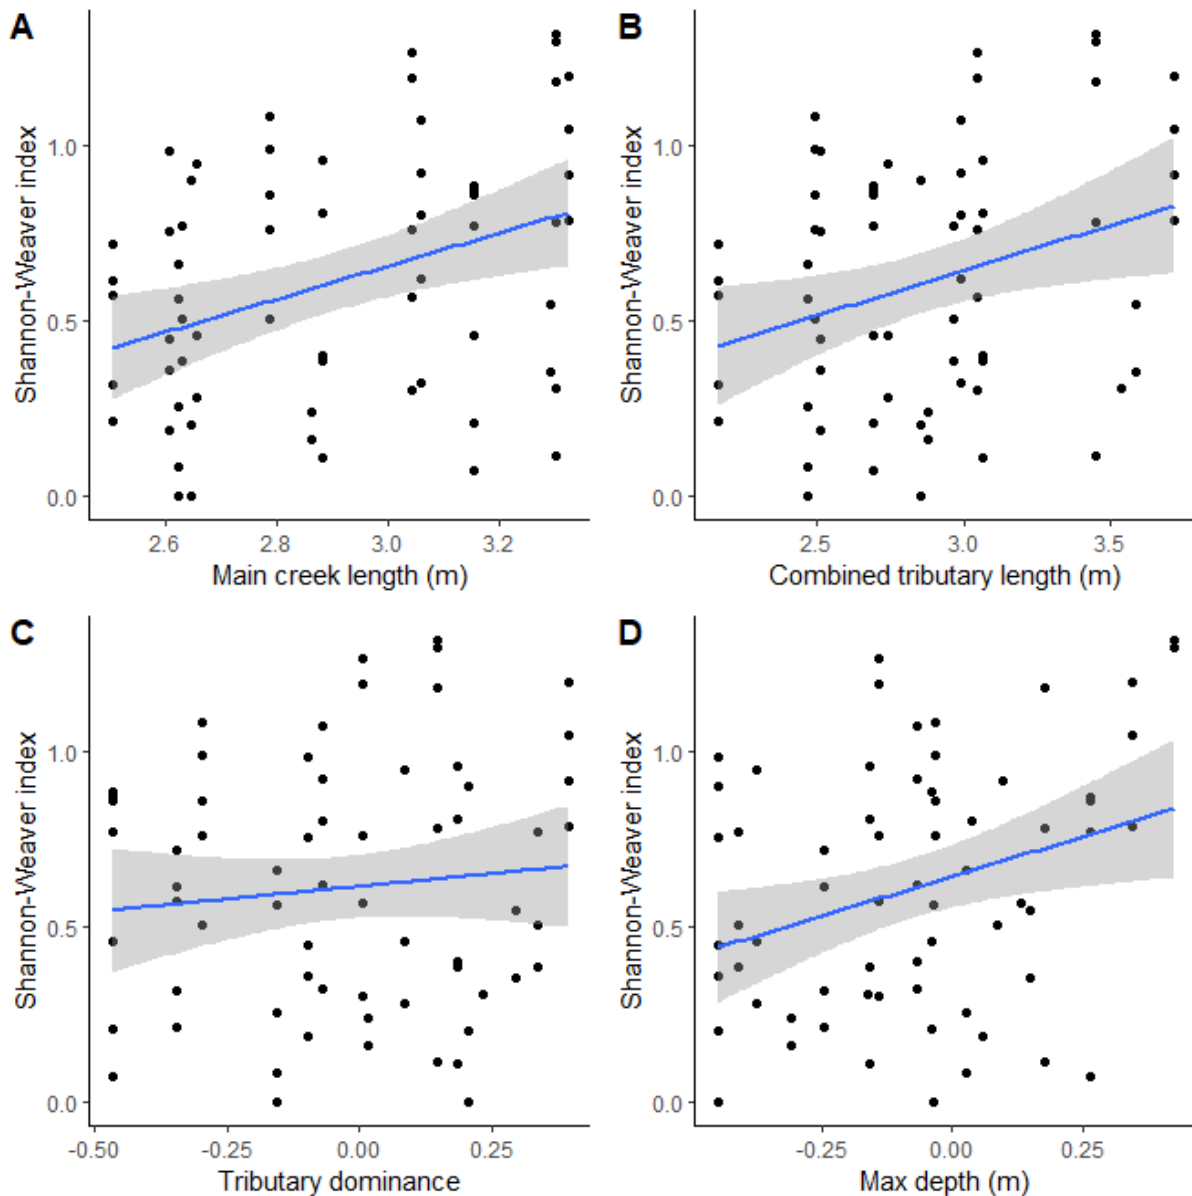 A
B
Shannon-Weaver index
1.0
0.5
0.0
2.6 2.8 3.0 3.2
Main creek length (m)
Shannon-Weaver index
1.0
0.5
0.0
2.5 3.0 3.5
Combined tributary length (m)
C
D
Shannon-Weaver index
1.0
0.5
0.0
-0.50 -0.25 0.00 0.25
Tributary dominance
Shannon-Weaver index
1.0
0.5
0.0
-0.25 0.00 0.25
Max depth (m)